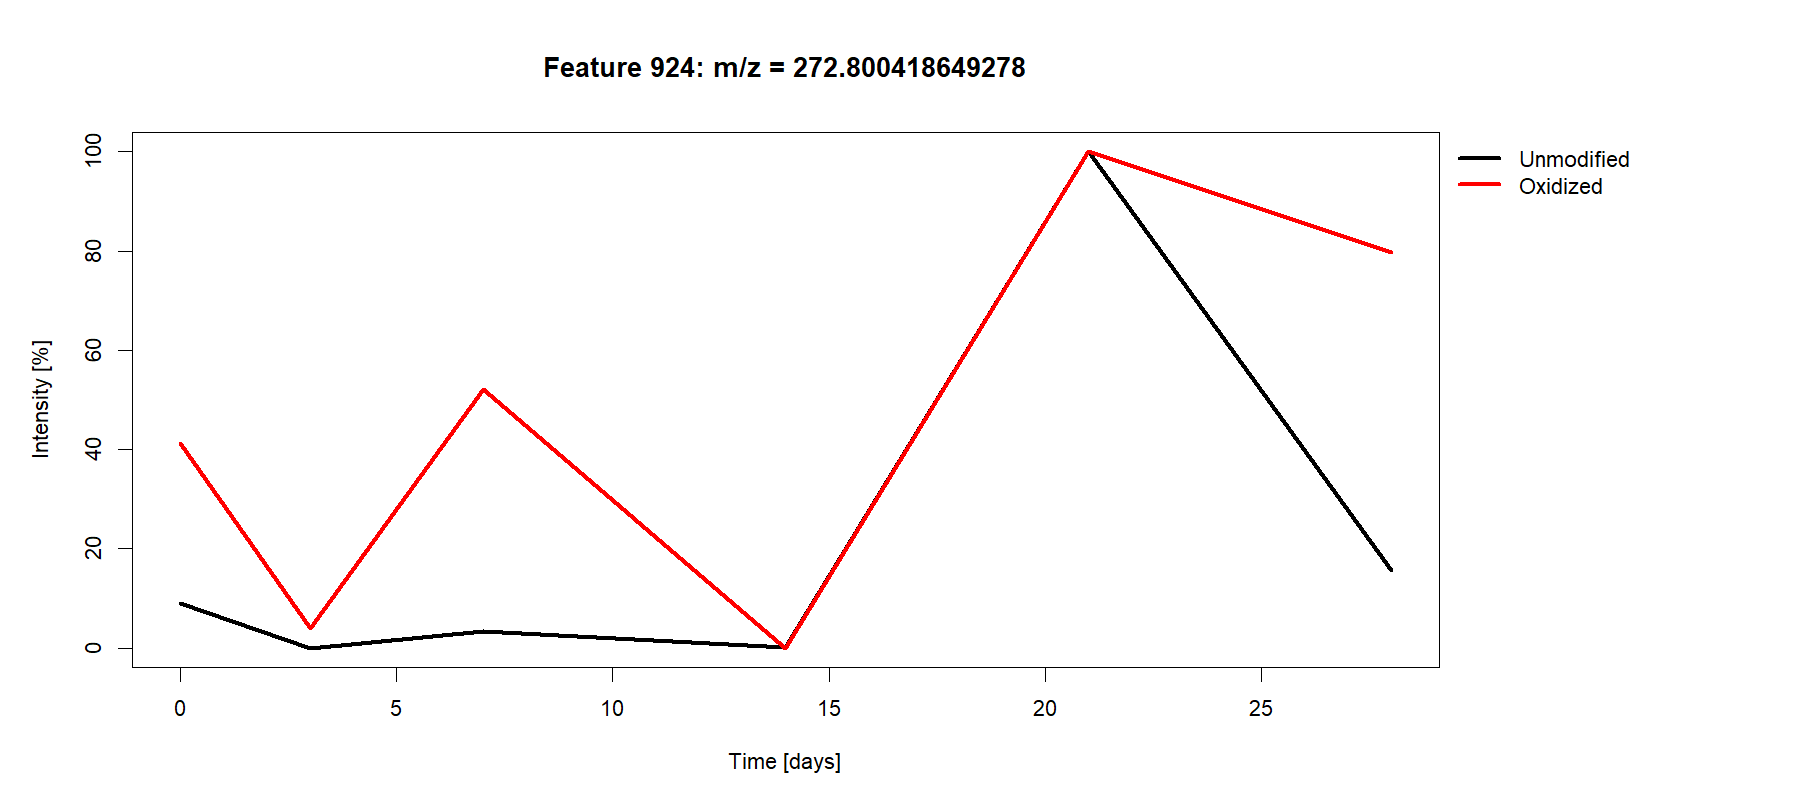 Feature 924: m/z = 272.800418649278
Unmodified
Oxidized
Intensity [%]
100
80
60
40
20
0
0 5 10 15 20 25
Time [days]